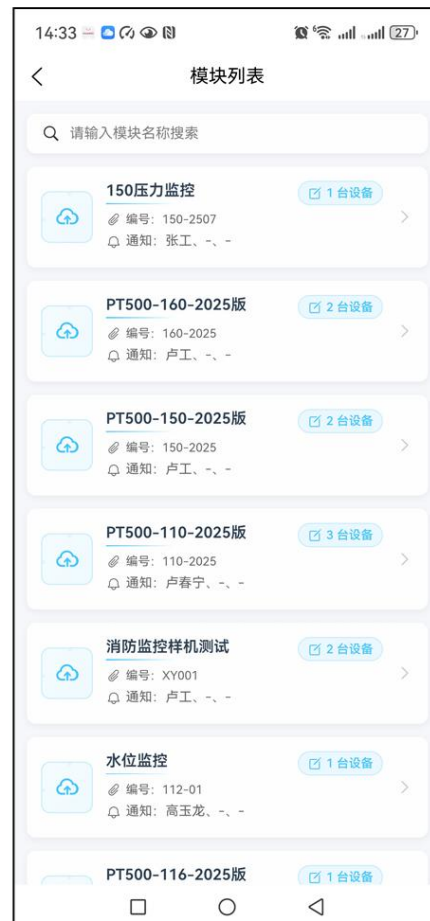 14:33
27
模块列表
请输入模块名称搜索
150压力监控
1 台设备
编号：150-2507
通知：张工、-、-
PT500-160-2025版
2 台设备
编号：160-2025
通知：卢工、-、-
PT500-150-2025版
2 台设备
编号：150-2025
通知：卢工、-、-
PT500-110-2025版
3 台设备
编号：110-2025
通知：卢春宁、-、-
消防监控样机测试
2 台设备
编号：XY001
通知：卢工、-、-
水位监控
1 台设备
编号：112-01
通知：高玉龙、-、-
PT500-116-2025版
1 台设备